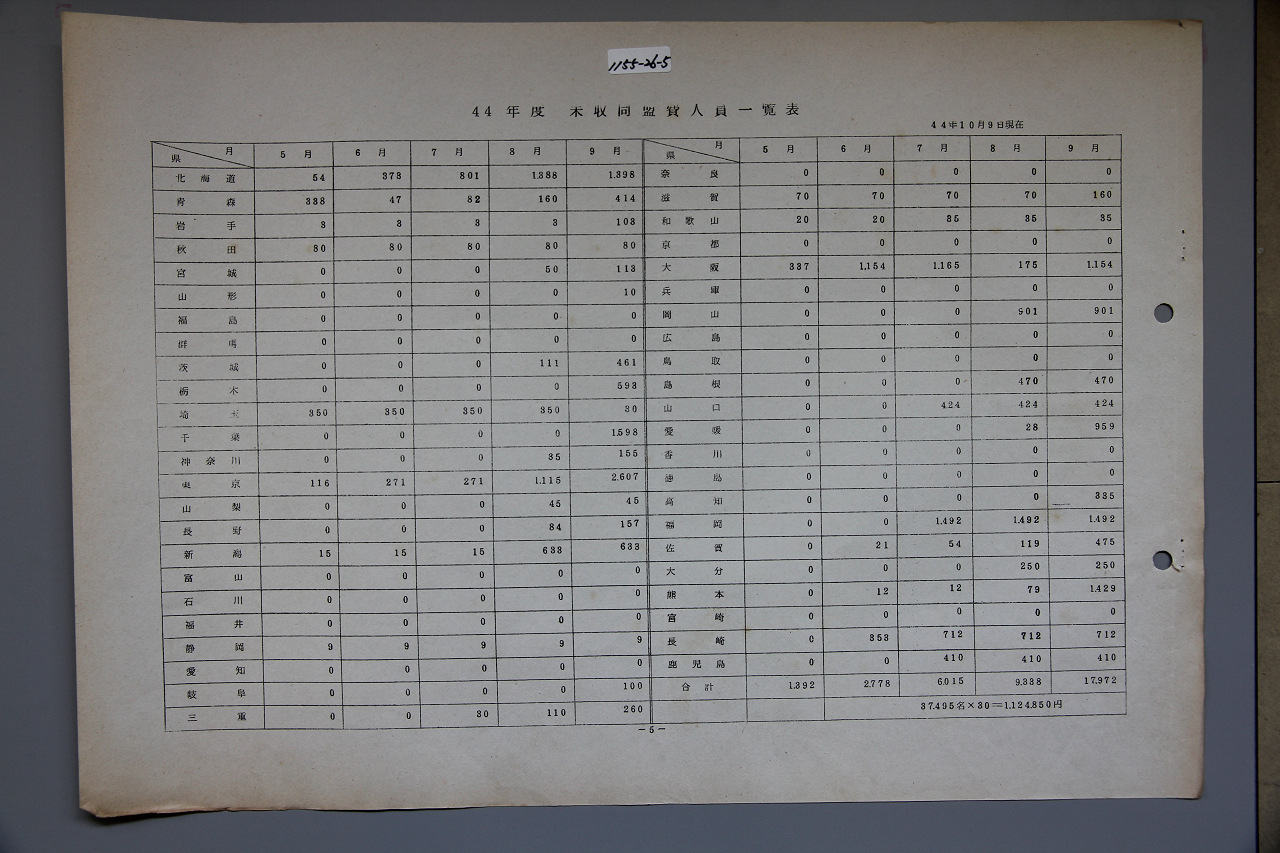 1155-26-5
44年度 未収同盟費人員一覧表
44年10月9日現在
県 月 5月 6月 7月 8月 9月
北海道 54 373 801 1,388 1,398
青森 338 47 82 160 414
岩手 3 3 3 3 103
秋田 80 80 80 80 80
宮城 0 0 0 50 113
山形 0 0 0 0 10
福島 0 0 0 0 0
群馬 0 0 0 0 0
茨城 0 0 0 111 461
栃木 0 0 0 0 593
埼玉 350 350 350 350 30
千葉 0 0 0 0 1,598
神奈川 0 0 0 35 155
東京 116 271 271 1,115 2,607
山梨 0 0 0 45 45
長野 0 0 0 84 157
新潟 15 15 15 633 633
富山 0 0 0 0 0
石川 0 0 0 0 0
福井 0 0 0 0 0
静岡 9 9 9 9 9
愛知 0 0 0 0 0
岐阜 0 0 0 0 100
三重 0 0 30 110 260
県 月 5月 6月 7月 8月 9月
奈良 0 0 0 0 0
滋賀 70 70 70 70 160
和歌山 20 20 35 35 35
京都 0 0 0 0 0
大阪 337 1,154 1,165 175 1,154
兵庫 0 0 0 0 0
岡山 0 0 0 901 901
広島 0 0 0 0 0
鳥取 0 0 0 0 0
島根 0 0 0 470 470
山口 0 0 424 424 424
愛媛 0 0 0 28 959
香川 0 0 0 0 0
徳島 0 0 0 0 0
高知 0 0 0 0 335
福岡 0 0 1,492 1,492 1,492
佐賀 0 21 54 119 475
大分 0 0 0 250 250
熊本 0 12 12 79 1,429
宮崎 0 0 0 0 0
長崎 0 353 712 712 712
鹿児島 0 0 410 410 410
合計 1,392 2,778 6,015 9,338 17,972
37,495名×30=1,124,850円
－5－